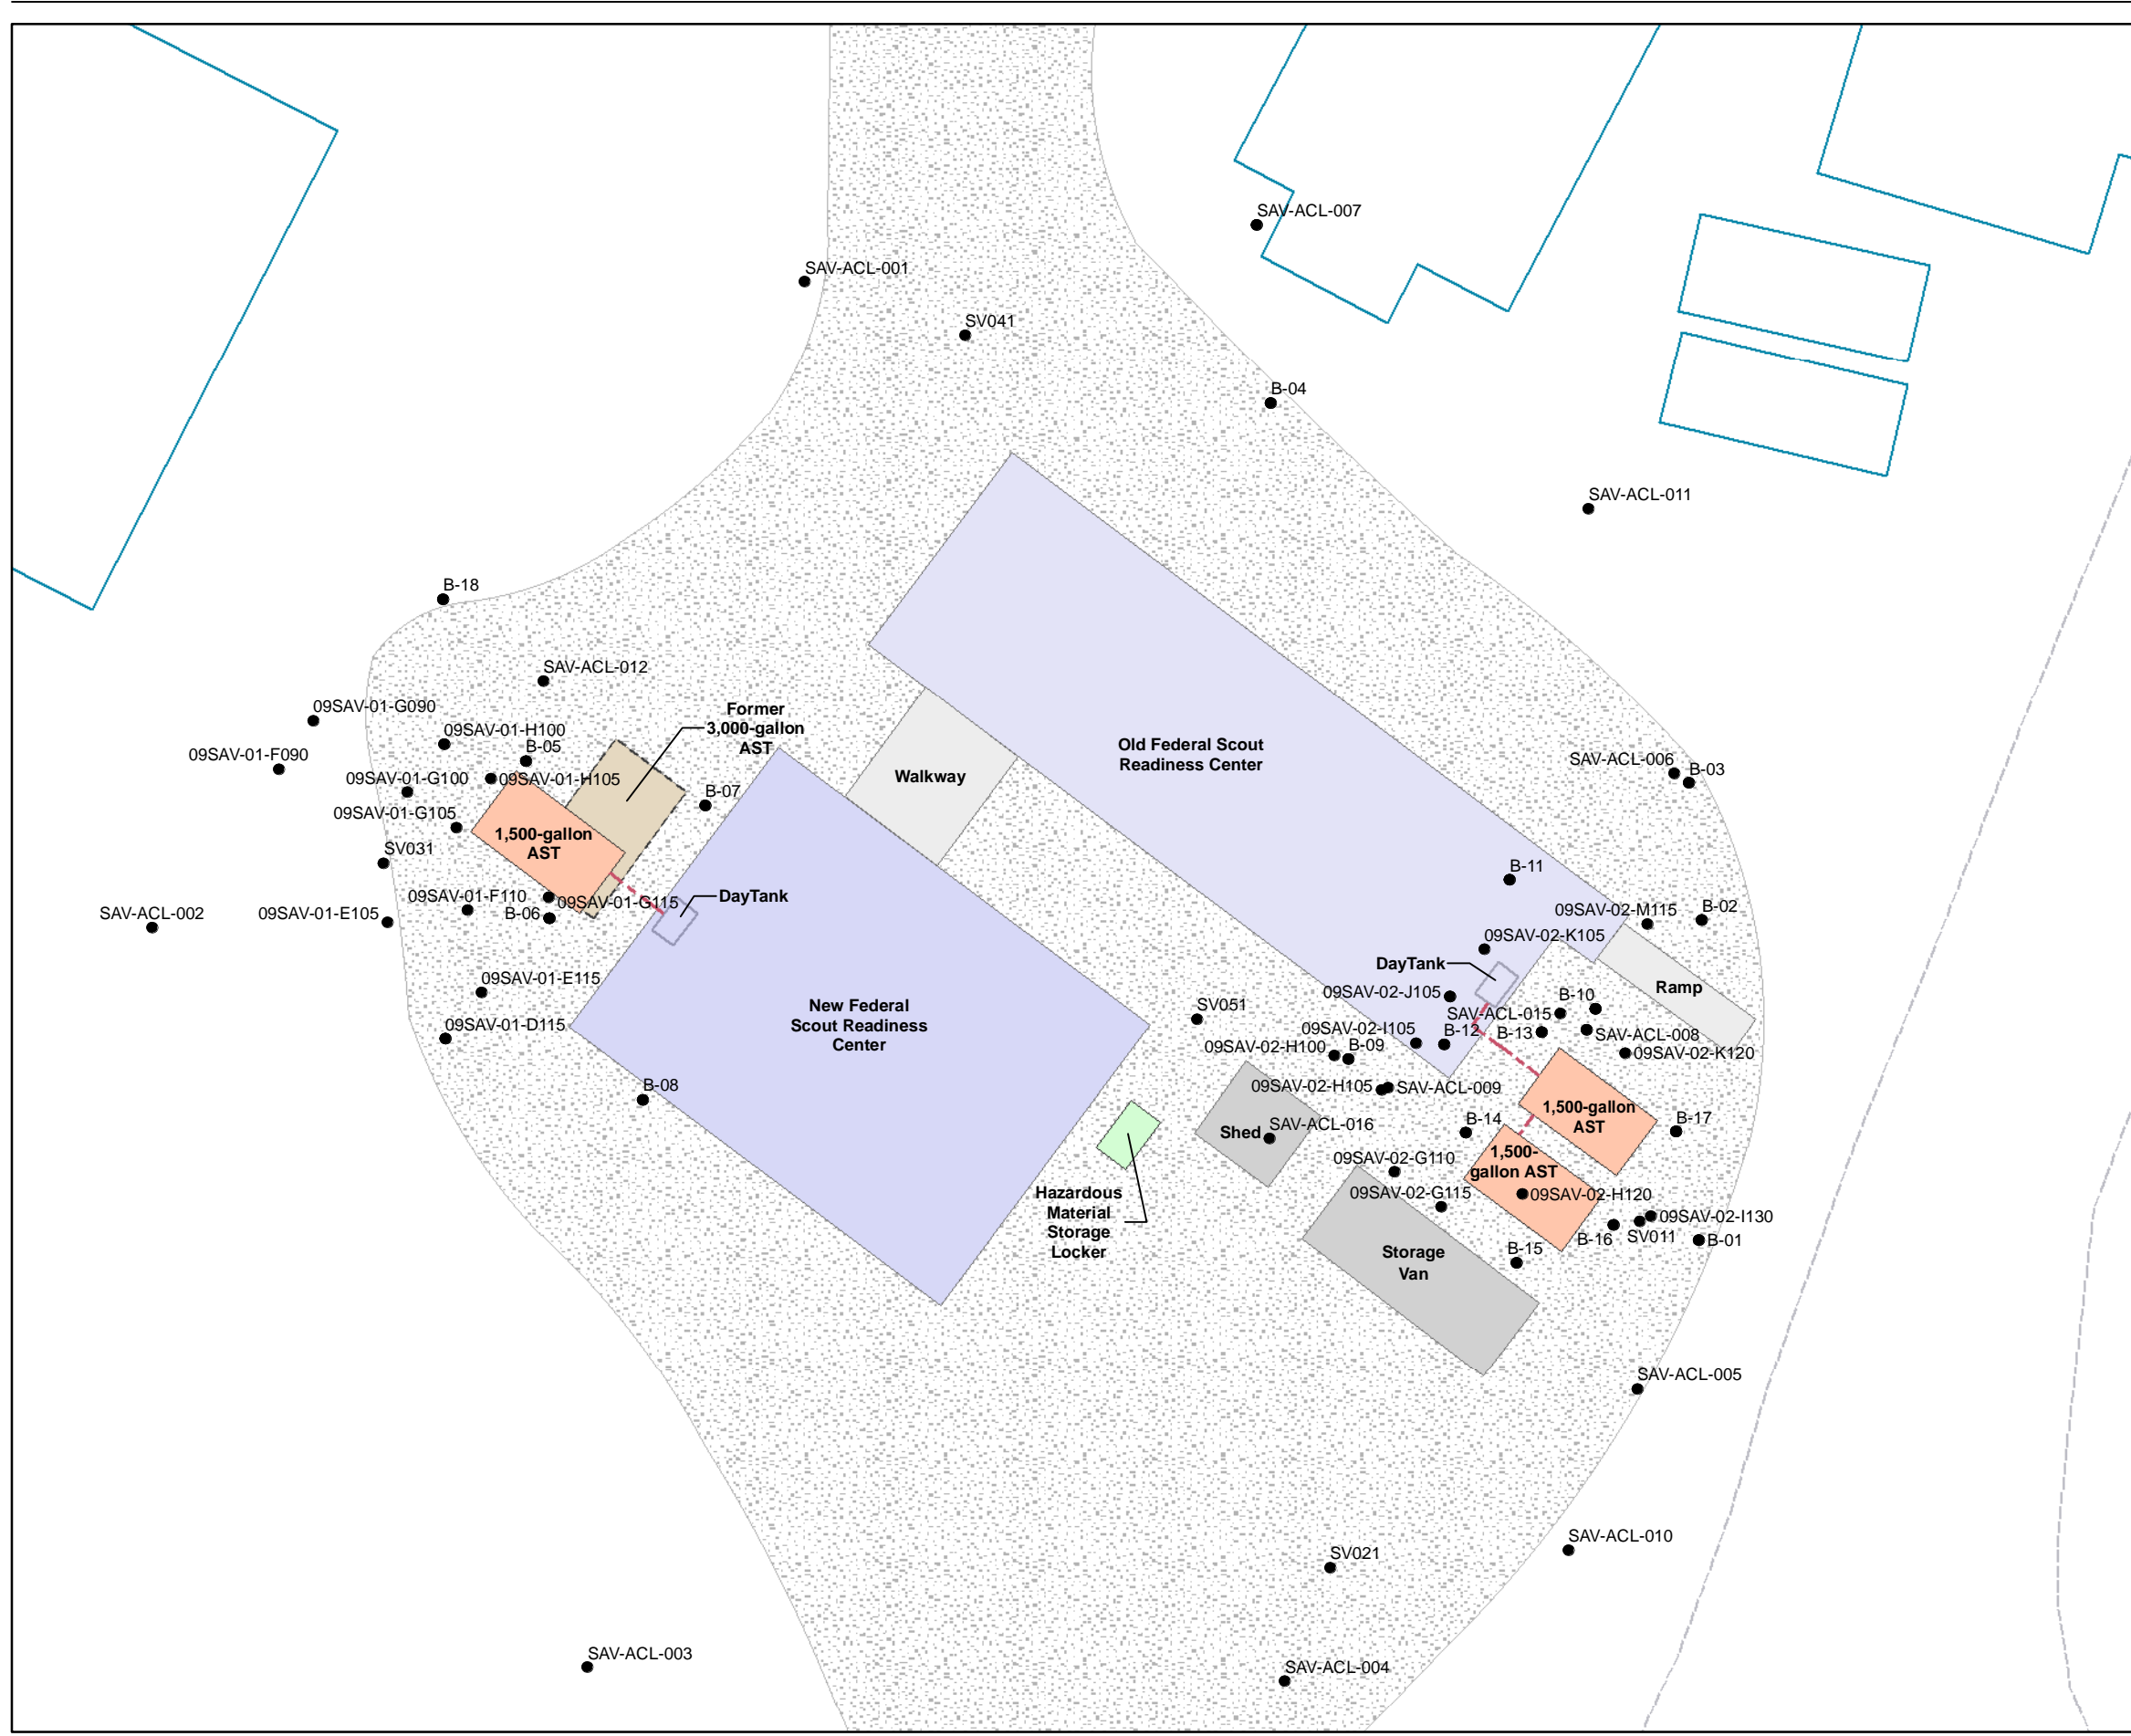 SAV-ACL-007
SAV-ACL-001
SV041
B-04
SAV-ACL-011
B-18
SAV-ACL-012
09SAV-01-G090
Former
3,000-gallon
AST
09SAV-01-H100
B-05
09SAV-01-F090
09SAV-01-G100
09SAV-01-H105
B-07
09SAV-01-G105
1,500-gallon
AST
SV031
Walkway
Old Federal Scout
Readiness Center
SAV-ACL-006
B-03
B-11
DayTank
09SAV-01-F110
09SAV-01-G115
B-06
SAV-ACL-002
09SAV-01-E105
09SAV-02-M115
B-02
09SAV-02-K105
DayTank
Ramp
09SAV-01-E115
09SAV-02-J105
B-10
SAV-ACL-015
SV051
New Federal
Scout Readiness
Center
09SAV-01-D115
09SAV-02-I105
B-12
B-13
SAV-ACL-008
09SAV-02-H100
B-09
09SAV-02-K120
B-08
09SAV-02-H105
SAV-ACL-009
1,500-gallon
AST
B-14
B-17
Shed
SAV-ACL-016
1,500-
gallon AST
09SAV-02-G110
09SAV-02-G115
09SAV-02-H120
Hazardous
Material
Storage
Locker
09SAV-02-I130
SV011
B-16
B-01
B-15
Storage
Van
SAV-ACL-005
SAV-ACL-010
SV021
SAV-ACL-003
SAV-ACL-004